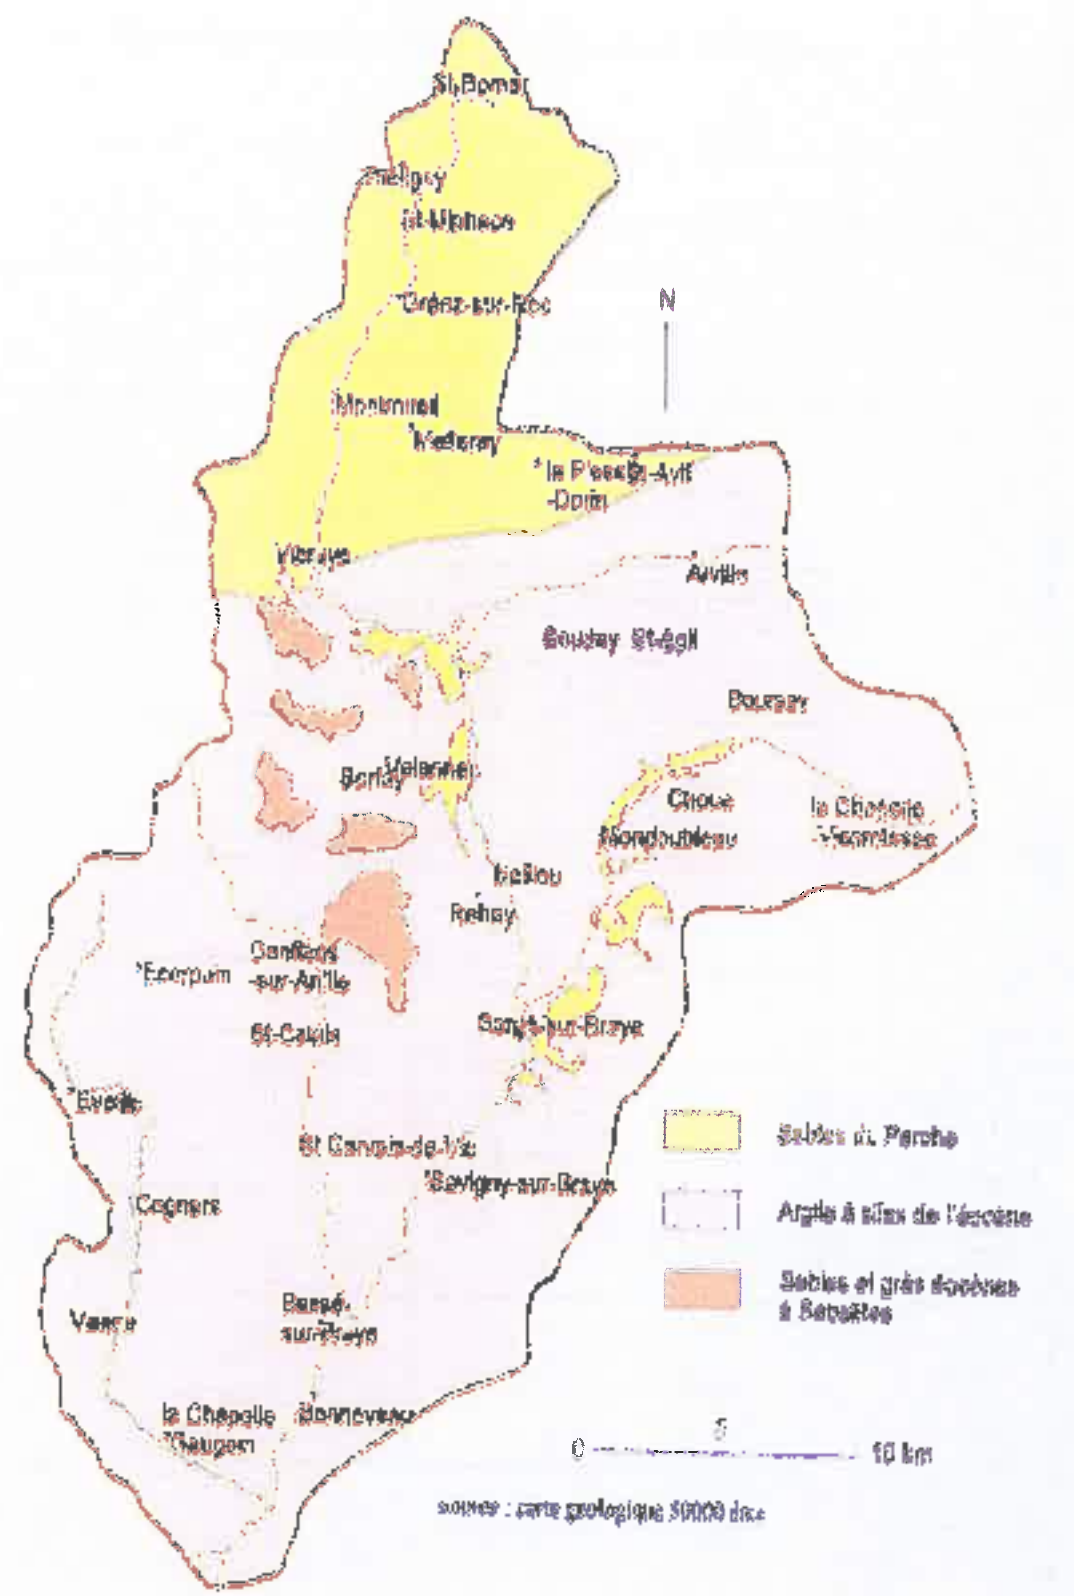 St-Bomer
Théligny
St-Ulphace
Gréez-sur-Roc
N
Montmirail
Melleray
le Plessis-Avit
-Dorin
Vibraye
Arville
Souday St-Agil
Boursay
Berfay
Valennes
Choue
la Chapelle
-Vicomtesse
Mondoubleau
Baillou
Rahay
Conflans
-sur-Anille
Ecorpain
St-Calais
Sargé-sur-Braye
Evaillé
Sables du Perche
St Gervais-de-Vic
Savigny-sur-Braye
Cogners
Argile à silex de l'éocène
Sables et grès éocènes
à Sabalites
Bessé-
sur-Braye
Vancé
la Chapelle
Gaugain
Bonneveau
0 5 10 km
source : carte géologique 50000